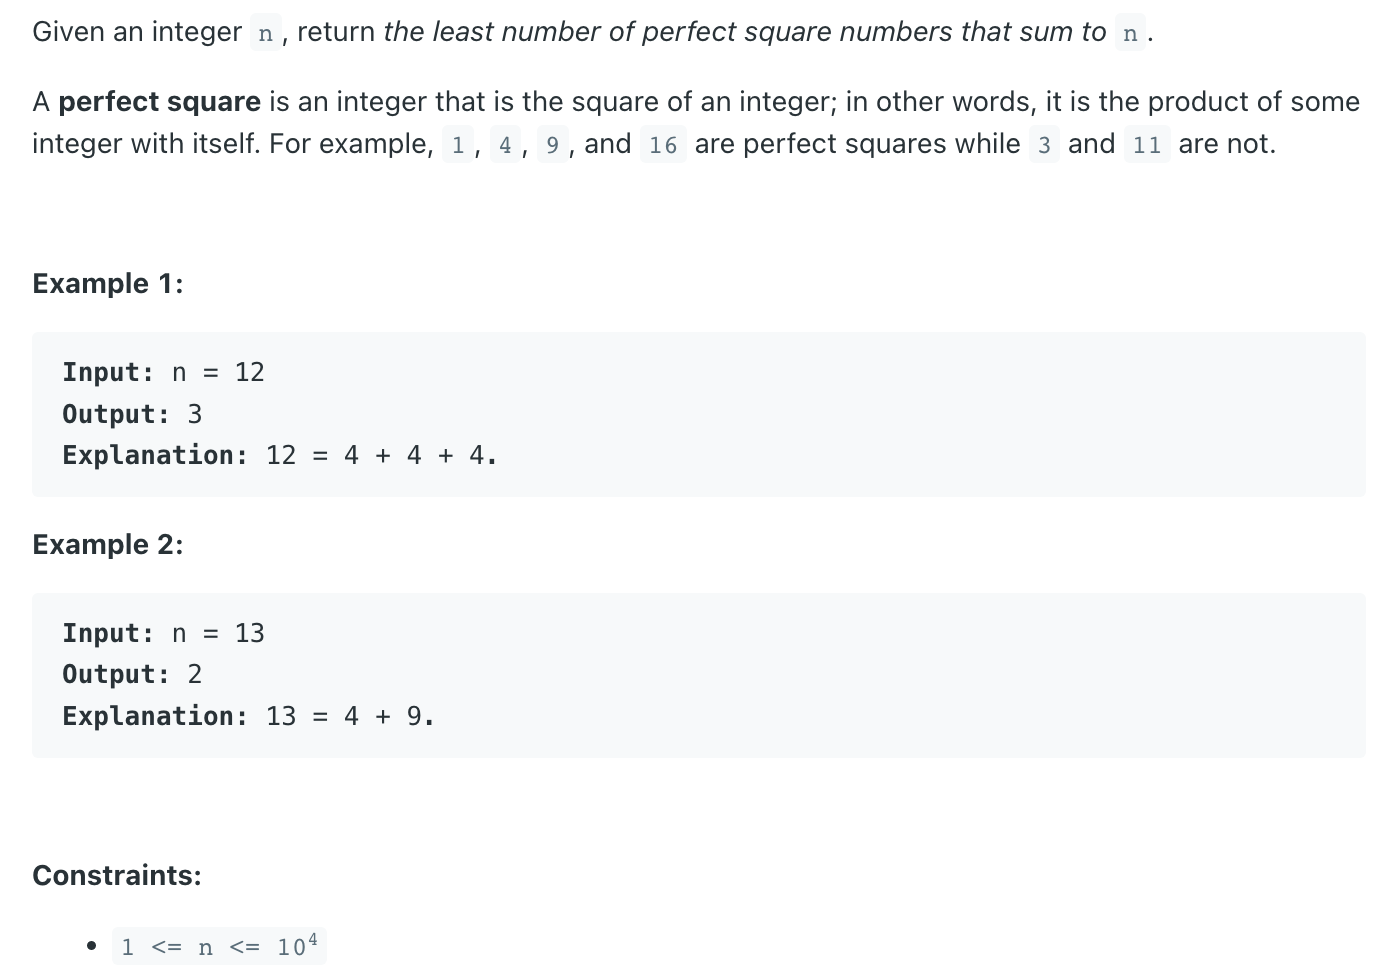 Given an integer n, return the least number of perfect square numbers that sum to n.
A perfect square is an integer that is the square of an integer; in other words, it is the product of some
integer with itself. For example, 1, 4, 9, and 16 are perfect squares while 3 and 11 are not.
Example 1:
Input: n = 12
Output: 3
Explanation: 12 = 4 + 4 + 4.
Example 2:
Input: n = 13
Output: 2
Explanation: 13 = 4 + 9.
Constraints:
• 1 <= n <= 10⁴